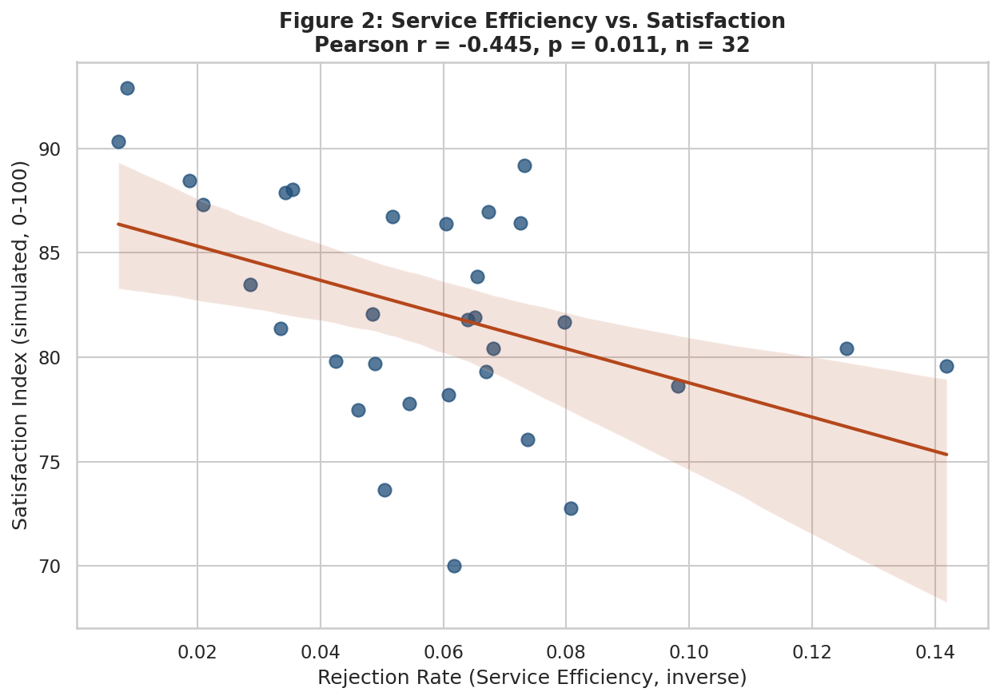 Figure 2: Service Efficiency vs. Satisfaction
Pearson r = -0.445, p = 0.011, n = 32
Satisfaction Index (simulated, 0-100)
90
85
80
75
70
0.02 0.04 0.06 0.08 0.10 0.12 0.14
Rejection Rate (Service Efficiency, inverse)